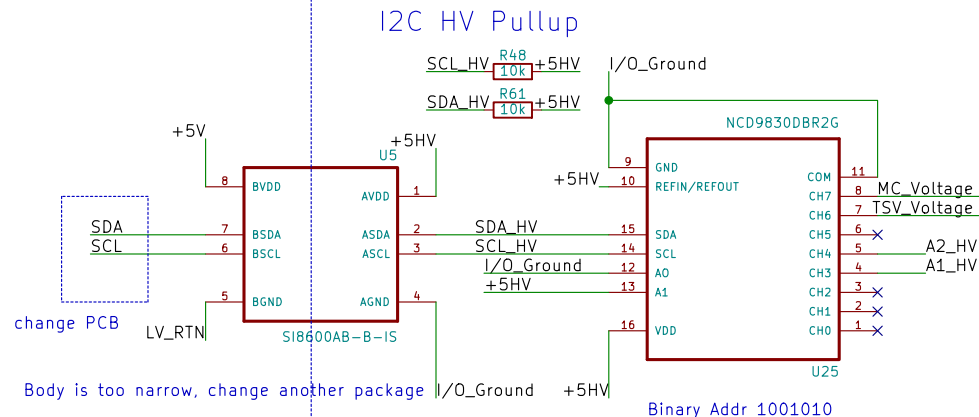 I2C HV Pullup
SCL_HV R48 10k +5HV
SDA_HV R61 10k +5HV
I/O_Ground
NCD9830DBR2G
+5V
U5
+5HV
8 BVDD
AVDD 1
SDA 7 BSDA
ASDA 2 SDA_HV
SCL 6 BSCL
ASCL 3 SCL_HV
5 BGND
AGND 4
LV_RTN
SI8600AB-B-IS
change PCB
Body is too narrow, change another package
I/O_Ground
9 GND
+5HV 10 REFIN/REFOUT
15 SDA
14 SCL
I/O_Ground 12 A0
+5HV 13 A1
16 VDD
+5HV
COM 11
CH7 8 MC_Voltage
CH6 7 TSV_Voltage
CH5 6
CH4 5 A2_HV
CH3 4 A1_HV
CH2 3
CH1 2
CH0 1
U25
Binary Addr 1001010